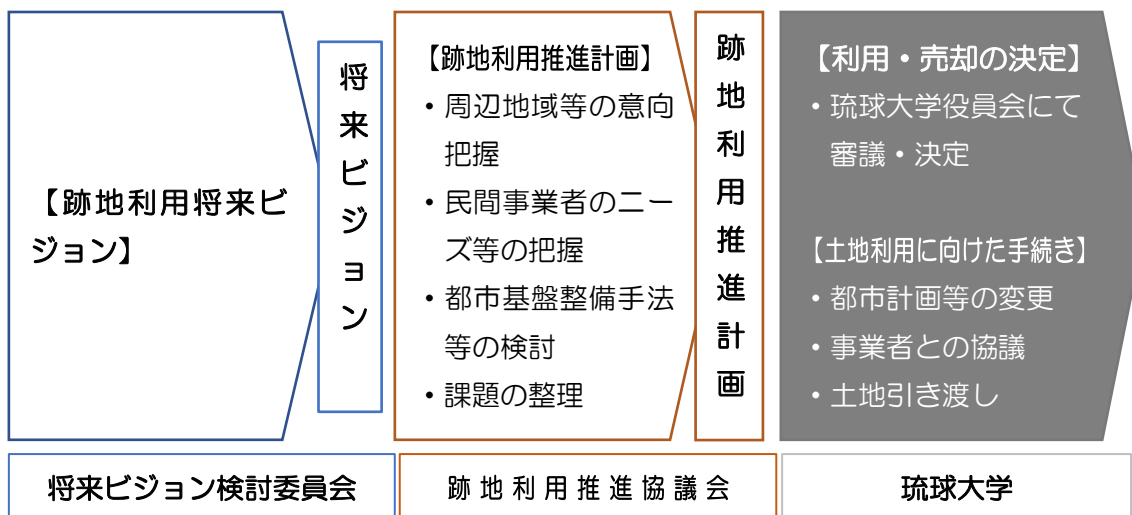 【跡地利用将来ビ
ジョン】
将来ビジョン
【跡地利用推進計画】
・周辺地域等の意向
把握
・民間事業者のニー
ズ等の把握
・都市基盤整備手法
等の検討
・課題の整理
跡地利用推進計画
【利用・売却の決定】
・琉球大学役員会にて
審議・決定
【土地利用に向けた手続き】
・都市計画等の変更
・事業者との協議
・土地引き渡し
将来ビジョン検討委員会
跡地利用推進協議会
琉球大学